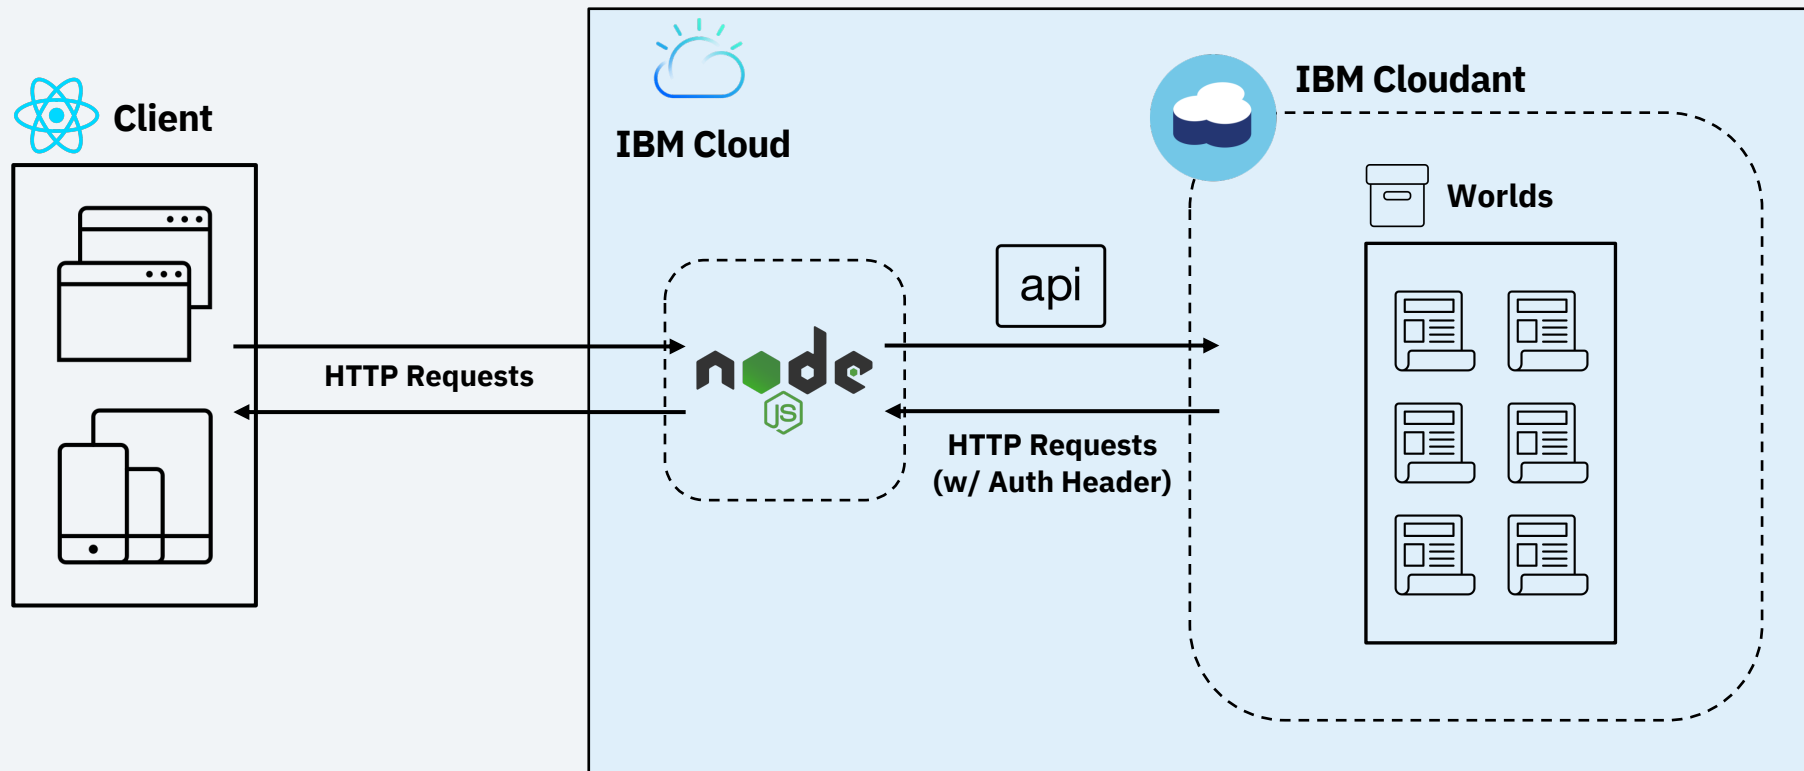 Client
IBM Cloud
IBM Cloudant
Worlds
api
HTTP Requests
node
JS
HTTP Requests
(w/ Auth Header)